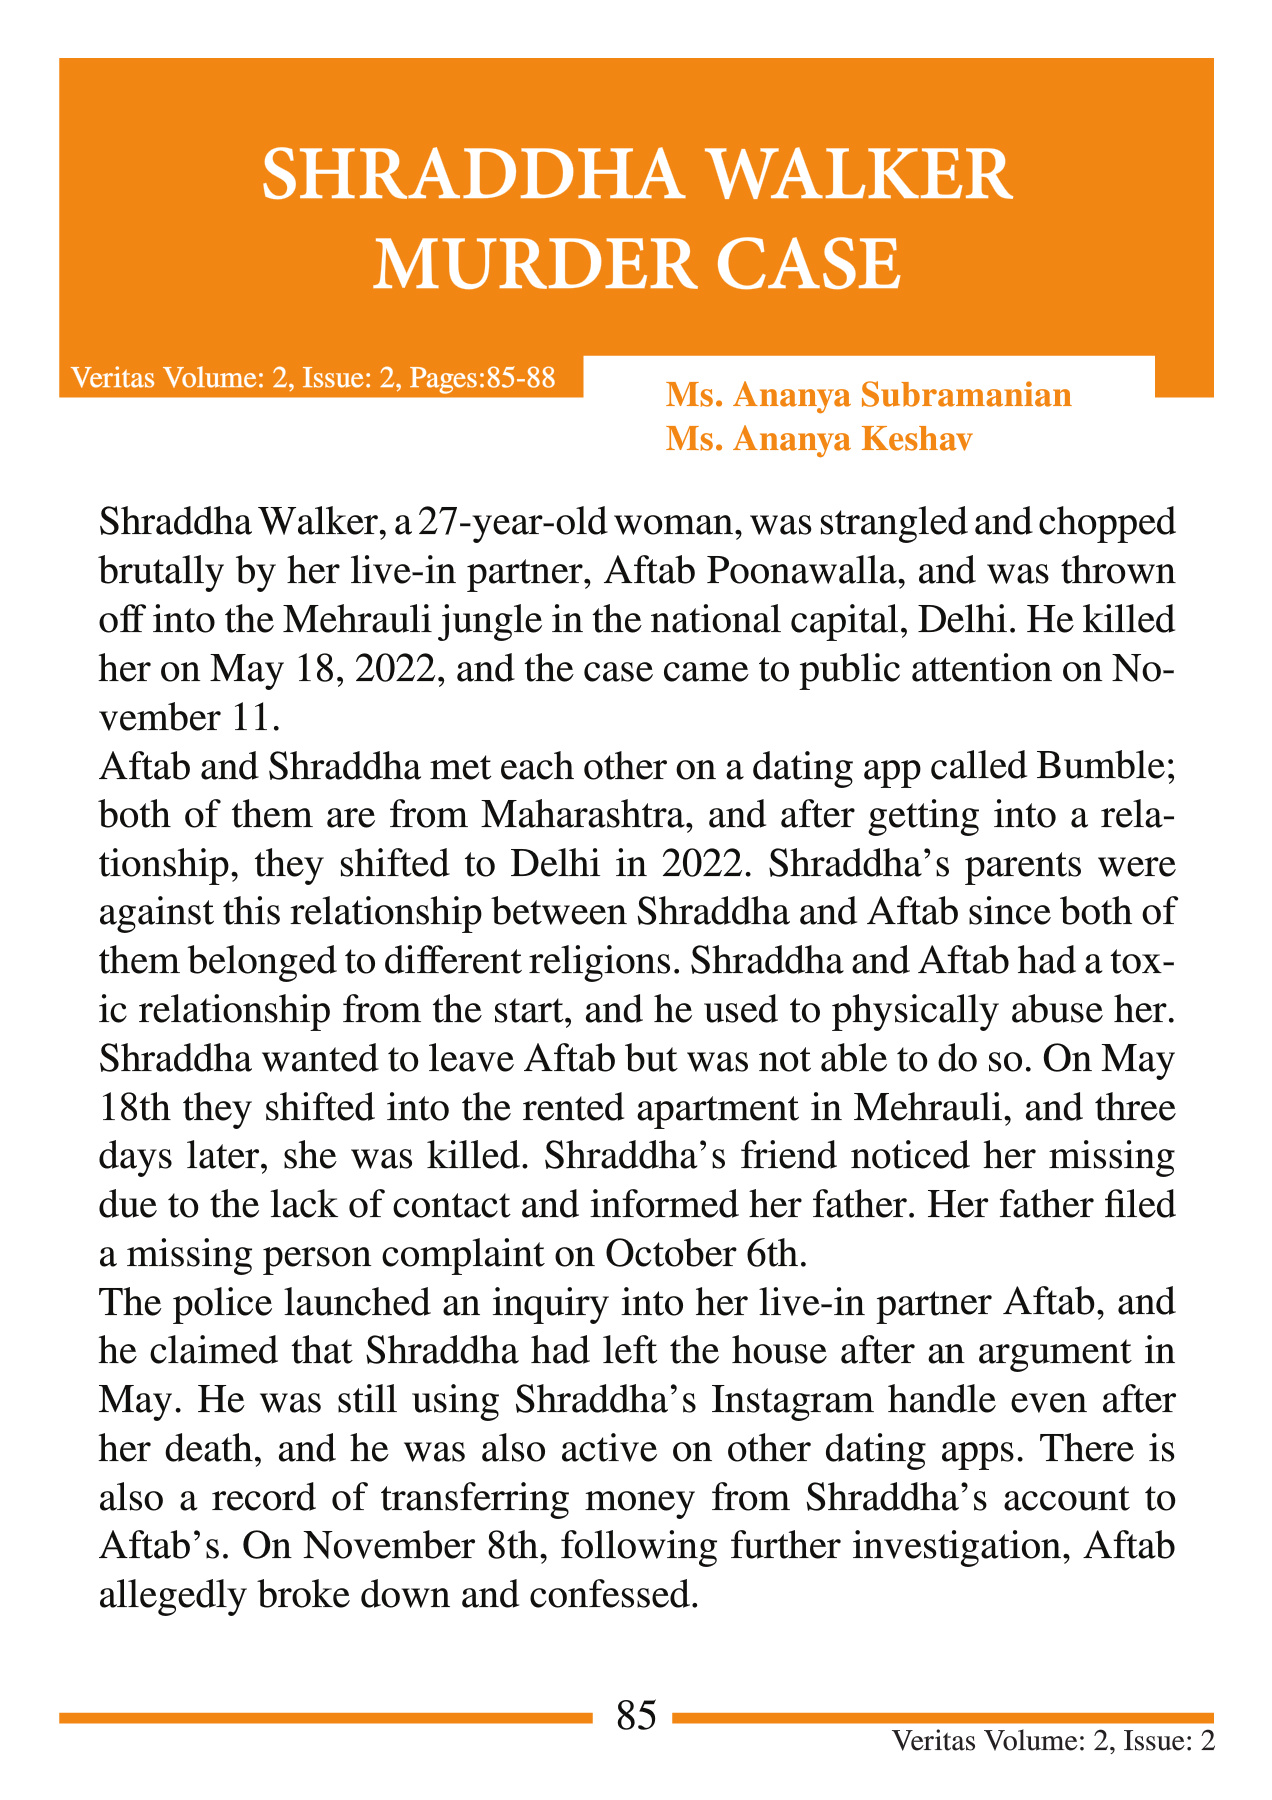 SHRADDHA WALKER
MURDER CASE
Veritas Volume: 2, Issue: 2, Pages:85-88
Ms. Ananya Subramanian
Ms. Ananya Keshav
Shraddha Walker, a 27-year-old woman, was strangled and chopped
brutally by her live-in partner, Aftab Poonawalla, and was thrown
off into the Mehrauli jungle in the national capital, Delhi. He killed
her on May 18, 2022, and the case came to public attention on No-
vember 11.
Aftab and Shraddha met each other on a dating app called Bumble;
both of them are from Maharashtra, and after getting into a rela-
tionship, they shifted to Delhi in 2022. Shraddha’s parents were
against this relationship between Shraddha and Aftab since both of
them belonged to different religions. Shraddha and Aftab had a tox-
ic relationship from the start, and he used to physically abuse her.
Shraddha wanted to leave Aftab but was not able to do so. On May
18th they shifted into the rented apartment in Mehrauli, and three
days later, she was killed. Shraddha’s friend noticed her missing
due to the lack of contact and informed her father. Her father filed
a missing person complaint on October 6th.
The police launched an inquiry into her live-in partner Aftab, and
he claimed that Shraddha had left the house after an argument in
May. He was still using Shraddha’s Instagram handle even after
her death, and he was also active on other dating apps. There is
also a record of transferring money from Shraddha’s account to
Aftab’s. On November 8th, following further investigation, Aftab
allegedly broke down and confessed.
85
Veritas Volume: 2, Issue: 2